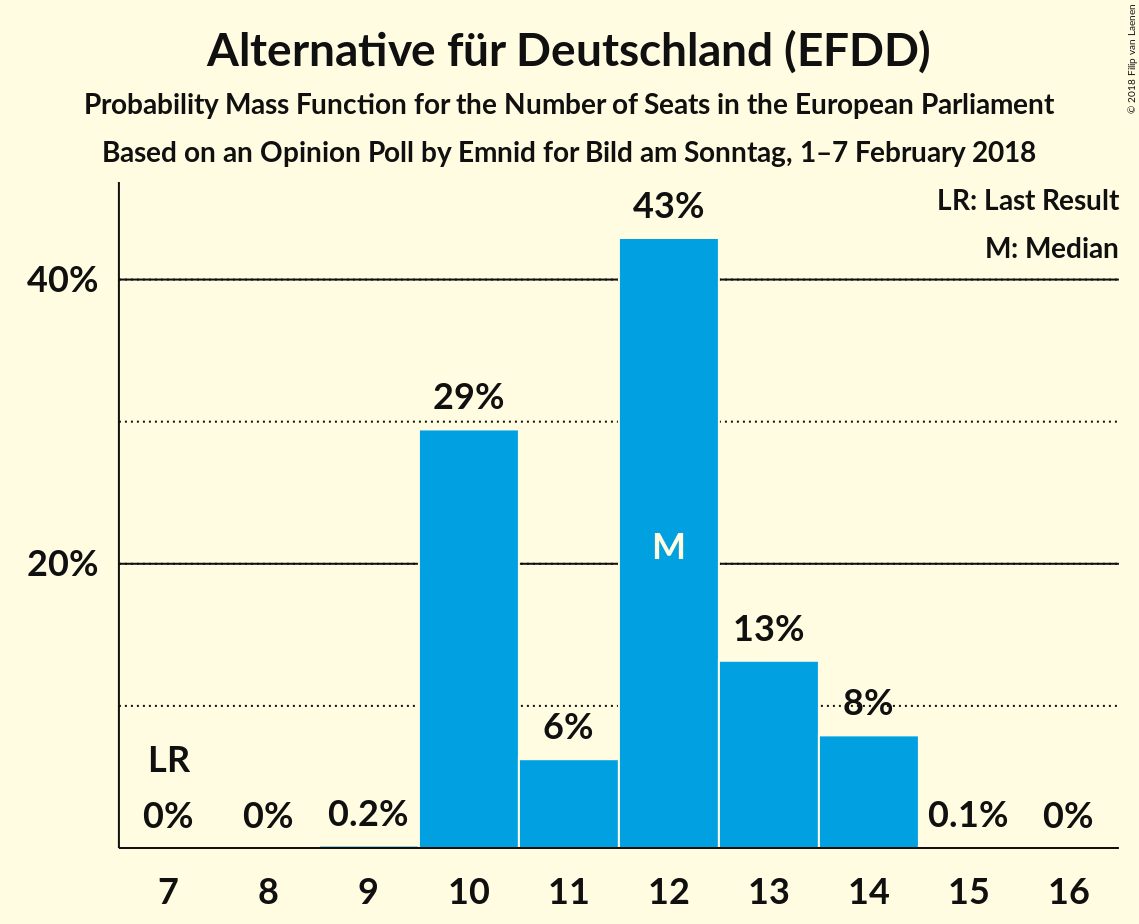 Alternative für Deutschland (EFDD)
Probability Mass Function for the Number of Seats in the European Parliament
Based on an Opinion Poll by Emnid for Bild am Sonntag, 1–7 February 2018
© 2018 Filip van Laenen
LR: Last Result
M: Median
43%
40%
29%
M
20%
13%
8%
6%
LR
0% 0% 0.2% 0.1% 0%
7 8 9 10 11 12 13 14 15 16